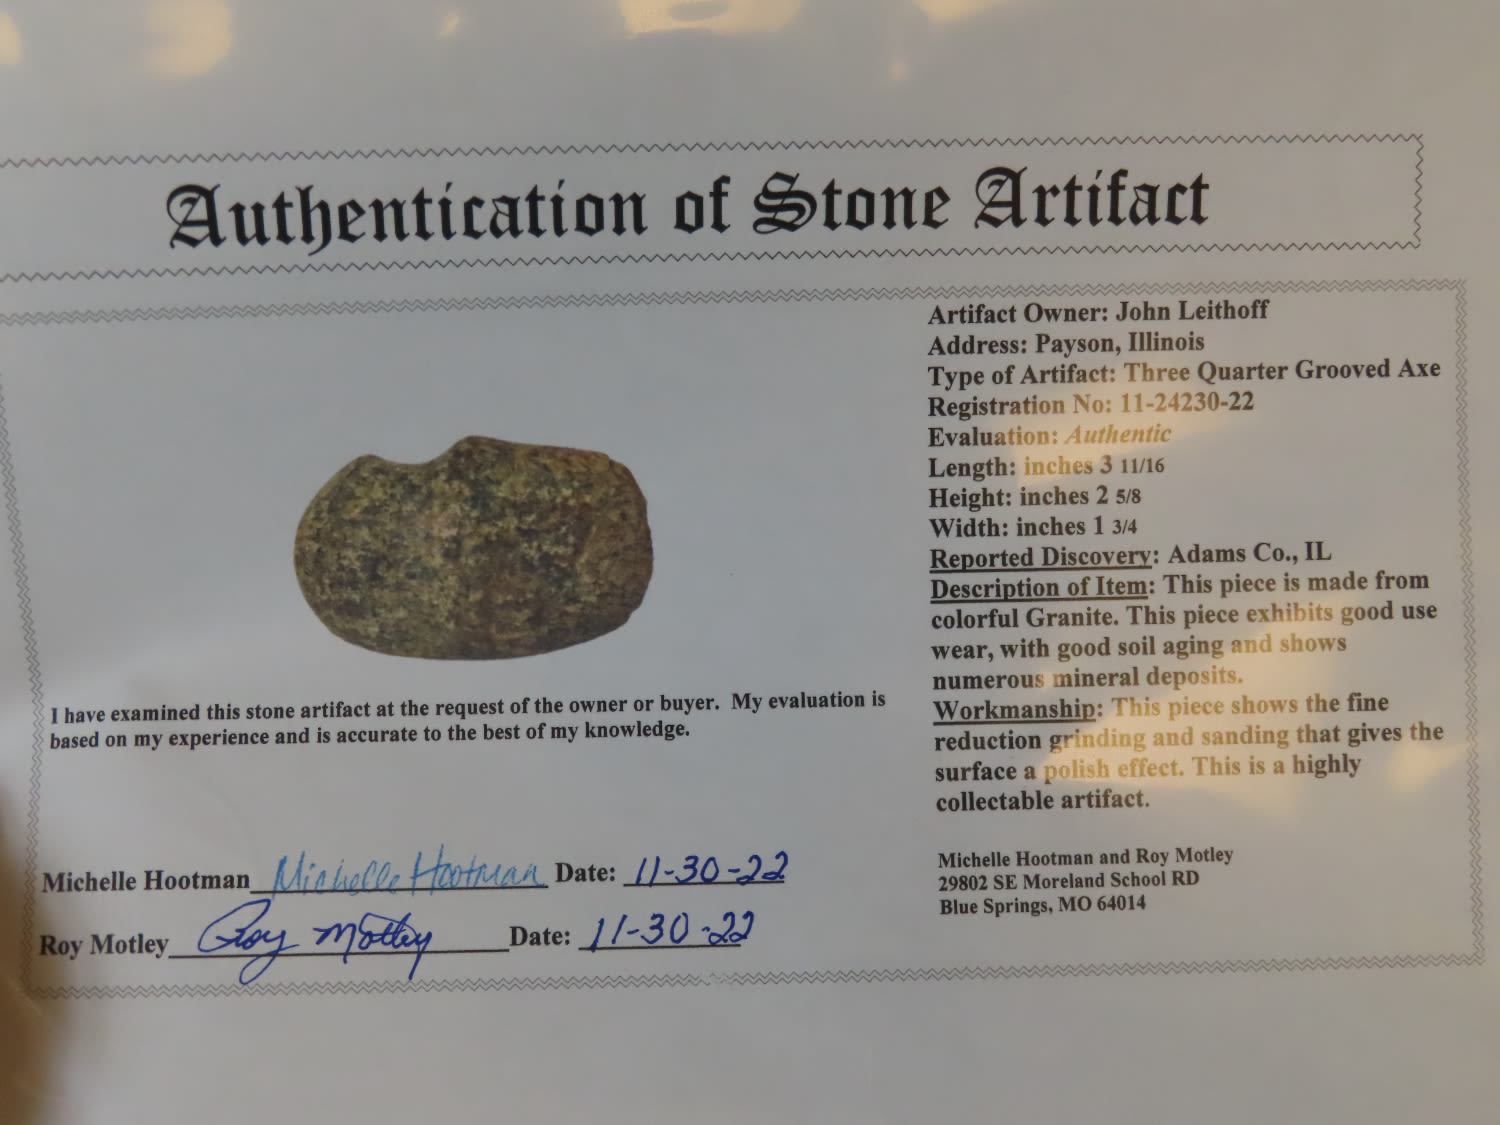 Authentication of Stone Artifact
Artifact Owner: John Leithoff
Address: Payson, Illinois
Type of Artifact: Three Quarter Grooved Axe
Registration No: 11-24230-22
Evaluation: Authentic
Length: inches 3 11/16
Height: inches 2 5/8
Width: inches 1 3/4
Reported Discovery: Adams Co., IL
Description of Item: This piece is made from
colorful Granite. This piece exhibits good use
wear, with good soil aging and shows
numerous mineral deposits.
Workmanship: This piece shows the fine
reduction grinding and sanding that gives the
surface a polish effect. This is a highly
collectable artifact.
I have examined this stone artifact at the request of the owner or buyer. My evaluation is
based on my experience and is accurate to the best of my knowledge.
Michelle Hootman Michelle Hootman Date: 11-30-22
Roy Motley Roy Motley Date: 11-30-22
Michelle Hootman and Roy Motley
29802 SE Moreland School RD
Blue Springs, MO 64014